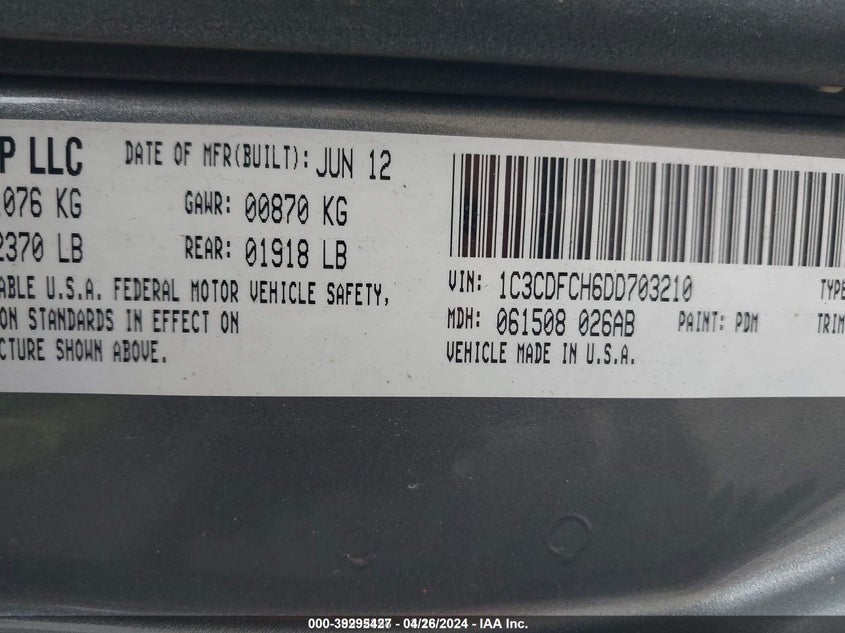 P LLC DATE OF MFR(BUILT): JUN 12
1076 KG GAWR: 00870 KG
2370 LB REAR: 01918 LB
ABLE U.S.A. FEDERAL MOTOR VEHICLE SAFETY,
ON STANDARDS IN EFFECT ON
CTURE SHOWN ABOVE.
VIN: 1C3CDFCH6DD703210 TYPE
MDH: 061508 026AB PAINT: PDM TRIM
VEHICLE MADE IN U.S.A.
000-39295427 - 04/26/2024 - IAA Inc.